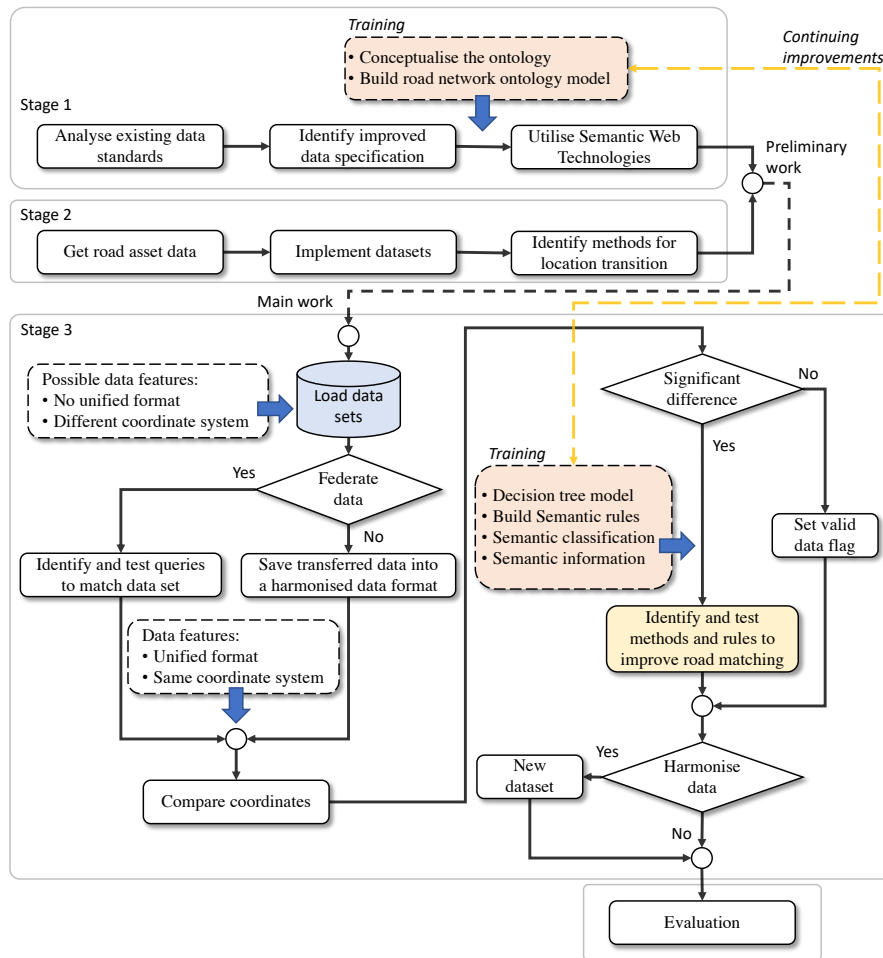 Training
Continuing
improvements
• Conceptualise the ontology
• Build road network ontology model
Stage 1
Analyse existing data
standards
Identify improved
data specification
Utilise Semantic Web
Technologies
Preliminary
work
Stage 2
Get road asset data
Implement datasets
Identify methods for
location transition
Main work
Stage 3
Possible data features:
• No unified format
• Different coordinate system
Load data
sets
Significant
difference
No
Yes
Yes
Federate
data
No
Training
• Decision tree model
• Build Semantic rules
• Semantic classification
• Semantic information
Set valid
data flag
Identify and test queries
to match data set
Save transferred data into
a harmonised data format
Data features:
• Unified format
• Same coordinate system
Identify and test
methods and rules to
improve road matching
Compare coordinates
New
dataset
Yes
Harmonise
data
No
Evaluation